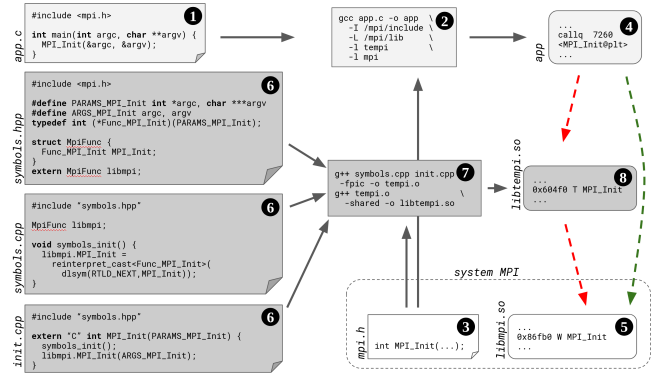 app.c
#include <mpi.h>
1
int main(int argc, char **argv) {
MPI_Init(&argc, &argv);
}
gcc app.c -o app \
-I /mpi/include \
-L /mpi/lib \
-l tempi \
-l mpi
2
app
...
callq 7260
<MPI_Init@plt>
...
4
symbols.hpp
#include <mpi.h>
6
#define PARAMS_MPI_Init int *argc, char ***argv
#define ARGS_MPI_Init argc, argv
typedef int (*Func_MPI_Init)(PARAMS_MPI_Init);
struct MpiFunc {
Func_MPI_Init MPI_Init;
}
extern MpiFunc libmpi;
g++ symbols.cpp init.cpp \
-fpic -o tempi.o
g++ tempi.o \
-shared -o libtempi.so
7
libtempi.so
...
0x604f0 T MPI_Init
...
8
symbols.cpp
#include "symbols.hpp"
6
MpiFunc libmpi;
void symbols_init() {
libmpi.MPI_Init =
reinterpret_cast<Func_MPI_Init>(
dlsym(RTLD_NEXT,MPI_Init));
}
system MPI
init.cpp
#include "symbols.hpp"
6
extern "C" int MPI_Init(PARAMS_MPI_Init) {
symbols_init();
libmpi.MPI_Init(ARGS_MPI_Init);
}
mpi.h
3
int MPI_Init(...);
libmpi.so
...
0x86fb0 W MPI_Init
...
5